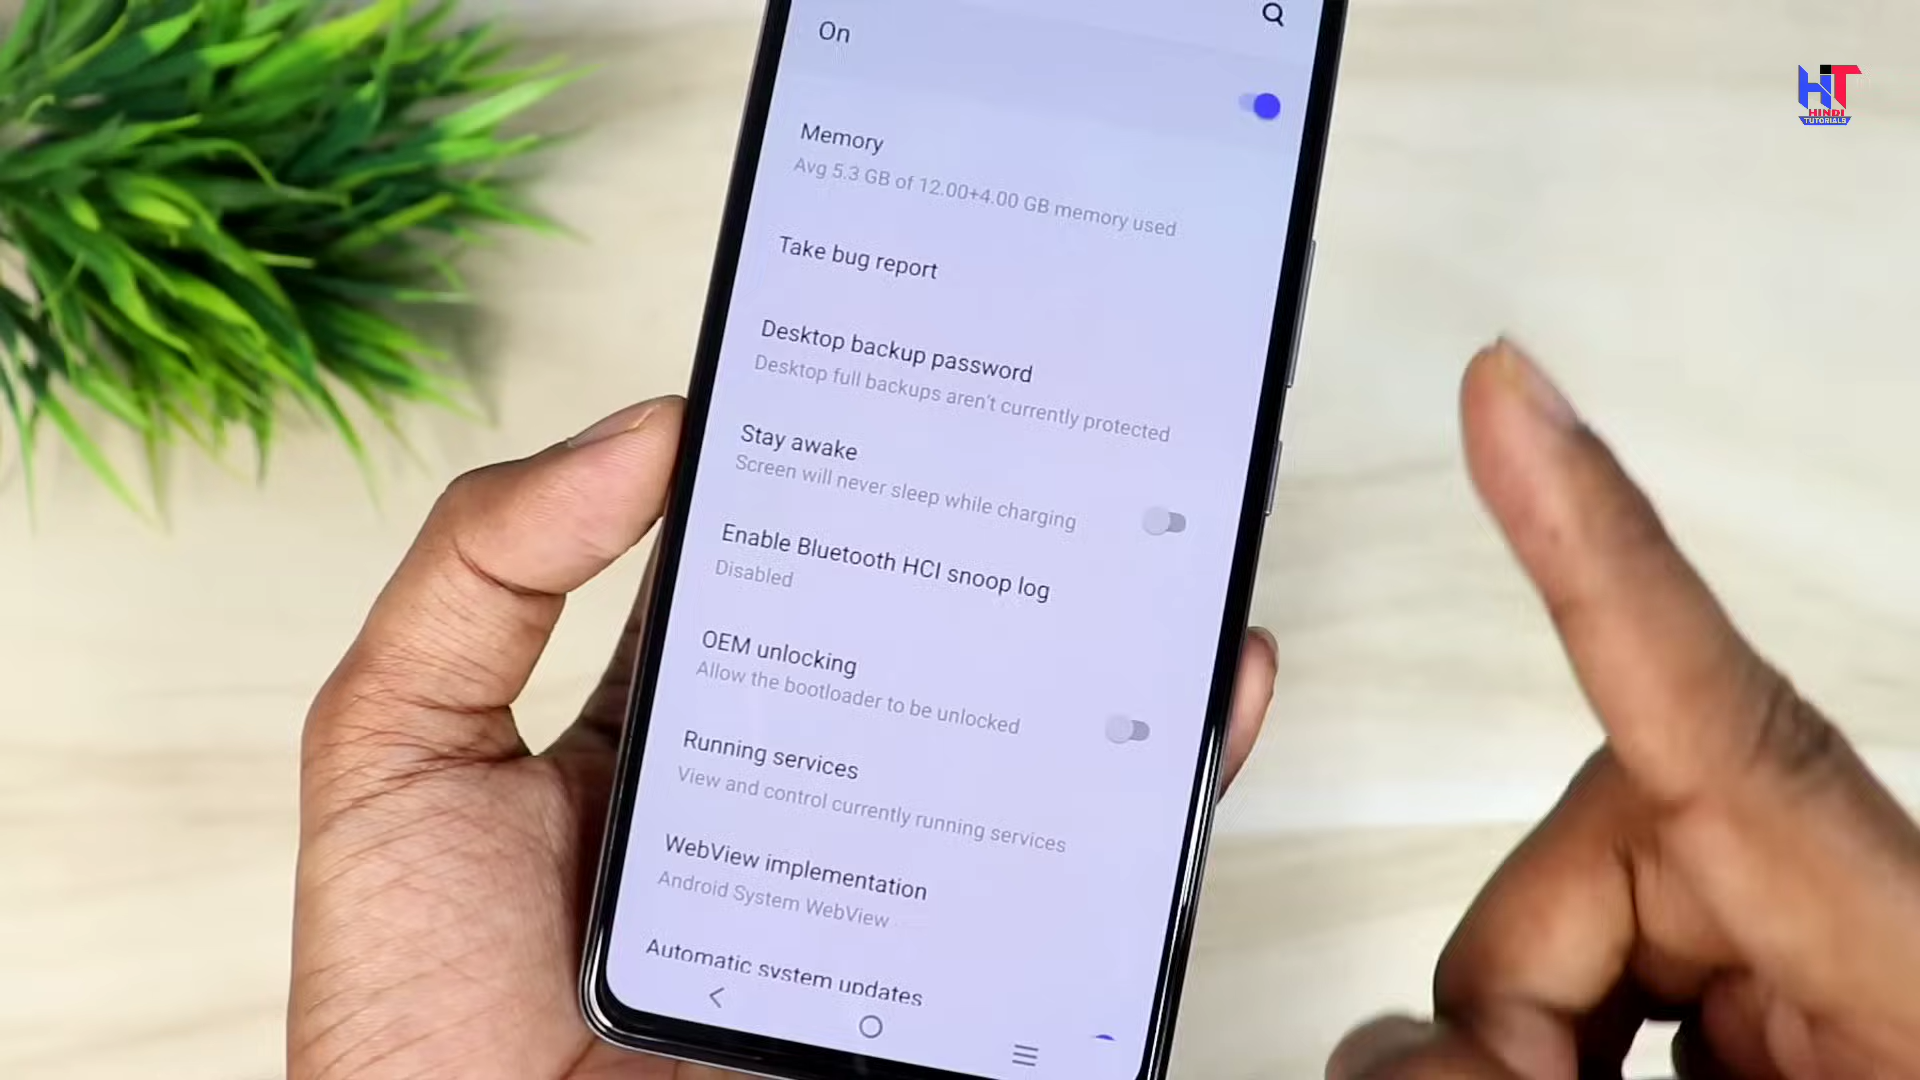 On
Memory
Avg 5.3 GB of 12.00+4.00 GB memory used
Take bug report
Desktop backup password
Desktop full backups aren't currently protected
Stay awake
Screen will never sleep while charging
Enable Bluetooth HCI snoop log
Disabled
OEM unlocking
Allow the bootloader to be unlocked
Running services
View and control currently running services
WebView implementation
Android System WebView
Automatic system updates
HT
HINDI
TUTORIALS